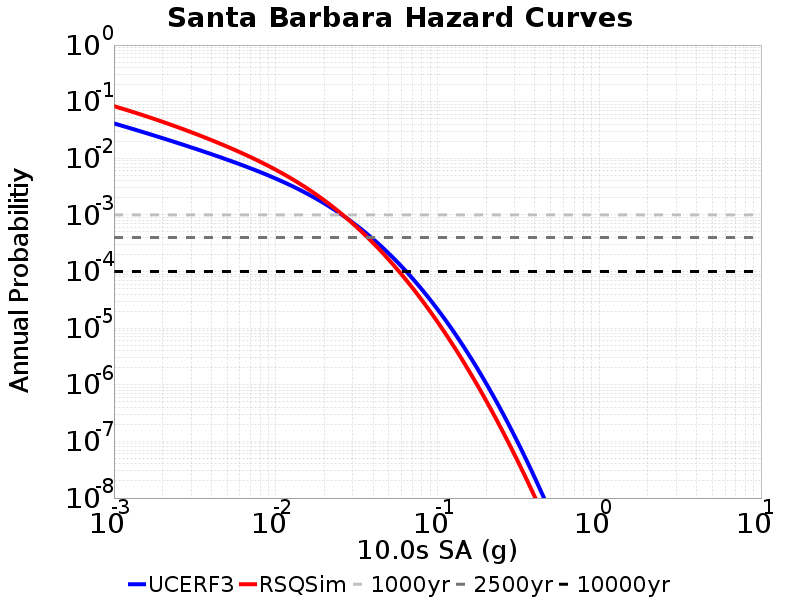 Santa Barbara Hazard Curves
Annual Probabilitiy
10^0
10^-1
10^-2
10^-3
10^-4
10^-5
10^-6
10^-7
10^-8
10^-3 10^-2 10^-1 10^0 10^1
10.0s SA (g)
UCERF3 RSQSim 1000yr 2500yr 10000yr